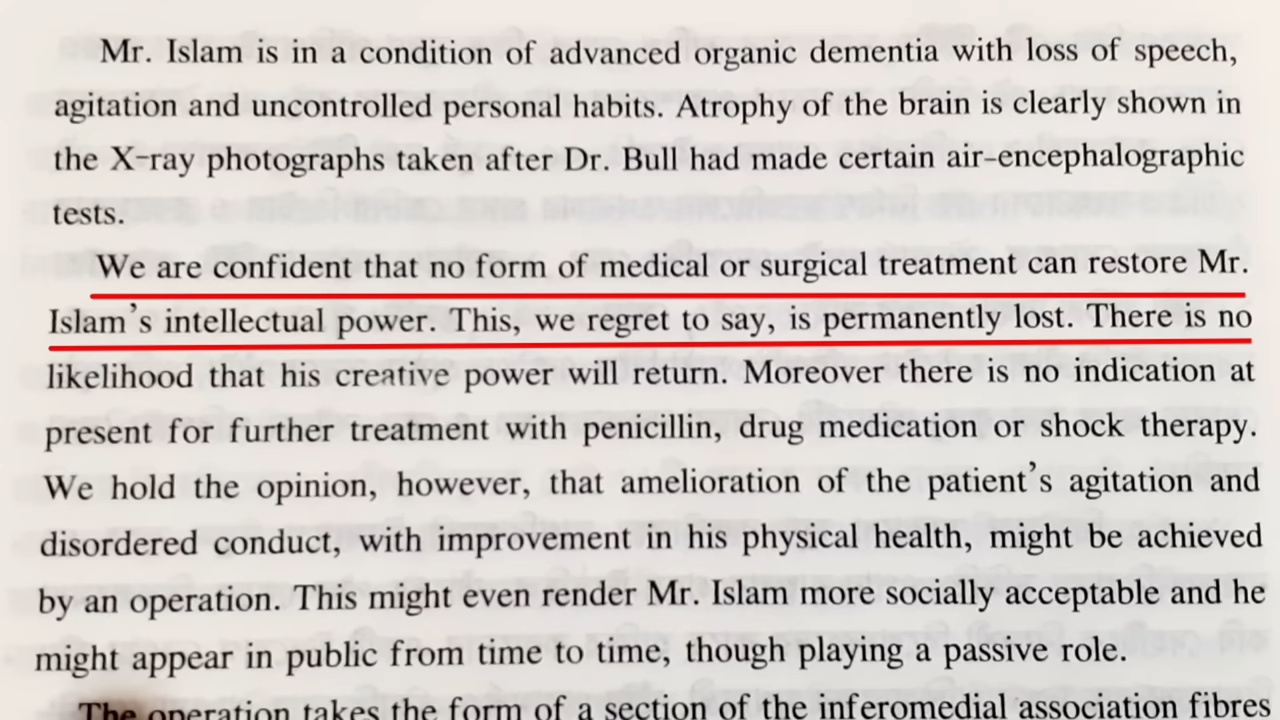 Mr. Islam is in a condition of advanced organic dementia with loss of speech,
agitation and uncontrolled personal habits. Atrophy of the brain is clearly shown in
the X-ray photographs taken after Dr. Bull had made certain air-encephalographic
tests.
We are confident that no form of medical or surgical treatment can restore Mr.
Islam's intellectual power. This, we regret to say, is permanently lost. There is no
likelihood that his creative power will return. Moreover there is no indication at
present for further treatment with penicillin, drug medication or shock therapy.
We hold the opinion, however, that amelioration of the patient's agitation and
disordered conduct, with improvement in his physical health, might be achieved
by an operation. This might even render Mr. Islam more socially acceptable and he
might appear in public from time to time, though playing a passive role.
The operation takes the form of a section of the inferomedial association fibres